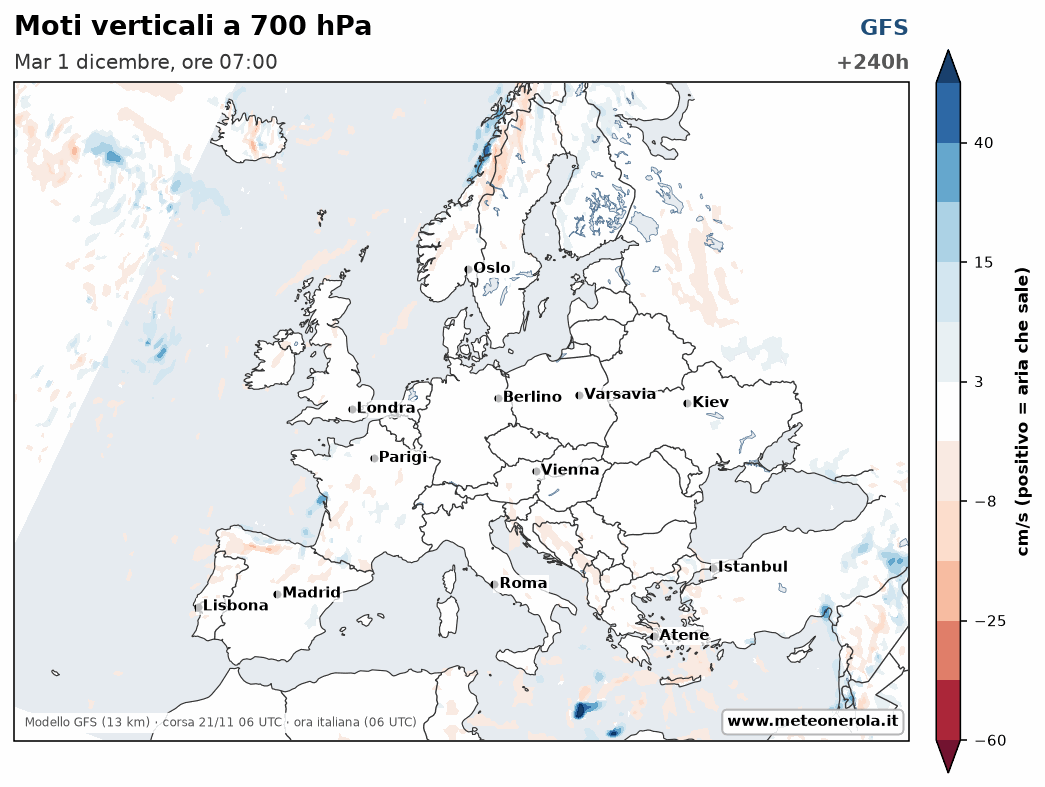 Moti verticali a 700 hPa
GFS
Mar 1 dicembre, ore 07:00
+240h
40
15
3
−8
−25
−60
cm/s (positivo = aria che sale)
Oslo
Londra
Berlino
Varsavia
Kiev
Parigi
Vienna
Istanbul
Roma
Madrid
Lisbona
Atene
Modello GFS (13 km) · corsa 21/11 06 UTC · ora italiana (06 UTC)
www.meteonerola.it